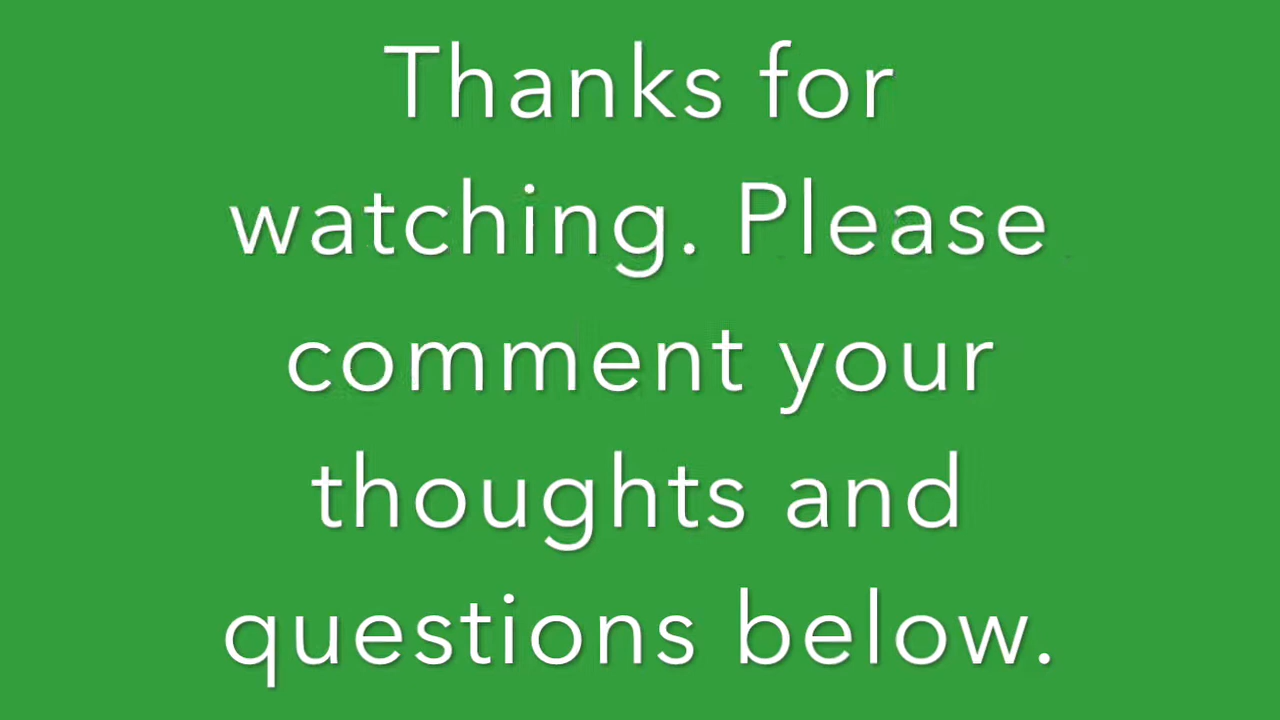 Thanks for
watching. Please
comment your
thoughts and
questions below.